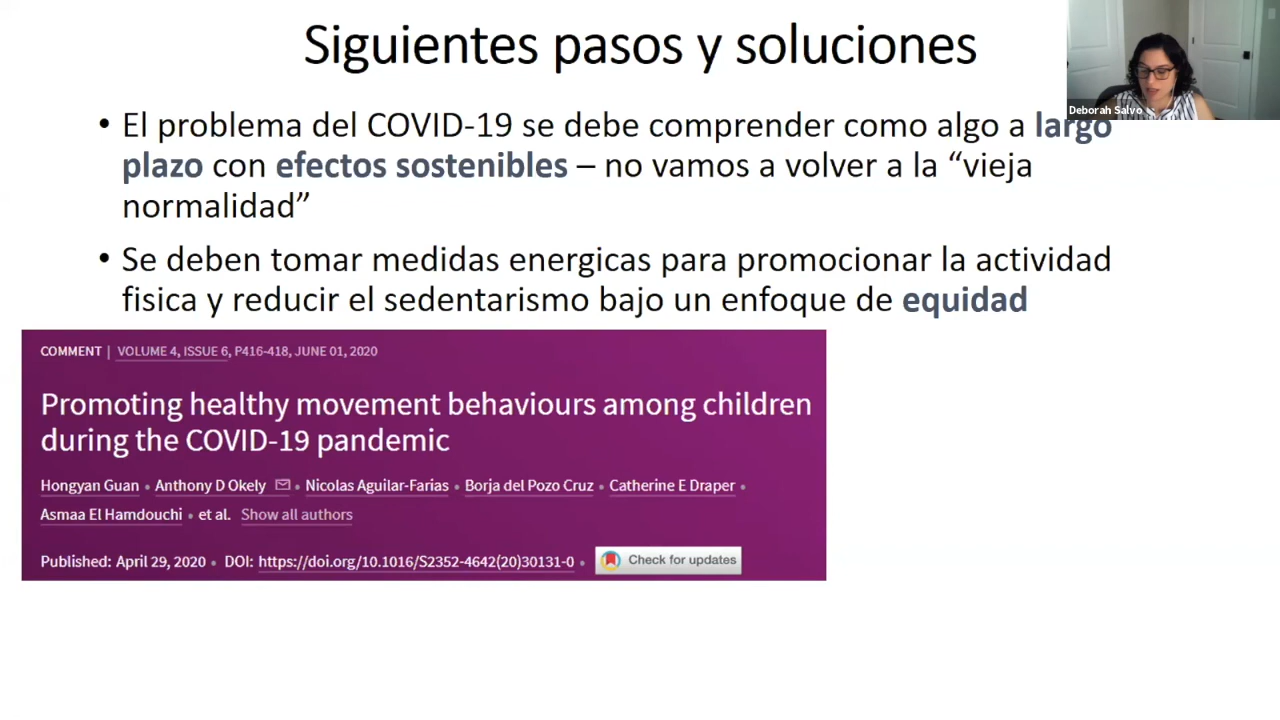 Siguientes pasos y soluciones
Deborah Salvo
• El problema del COVID-19 se debe comprender como algo a largo
plazo con efectos sostenibles – no vamos a volver a la “vieja
normalidad”
• Se deben tomar medidas energicas para promocionar la actividad
fisica y reducir el sedentarismo bajo un enfoque de equidad
COMMENT | VOLUME 4, ISSUE 6, P416-418, JUNE 01, 2020
Promoting healthy movement behaviours among children
during the COVID-19 pandemic
Hongyan Guan • Anthony D Okely • Nicolas Aguilar-Farias • Borja del Pozo Cruz • Catherine E Draper •
Asmaa El Hamdouchi • et al. Show all authors
Published: April 29, 2020 • DOI: https://doi.org/10.1016/S2352-4642(20)30131-0 • Check for updates